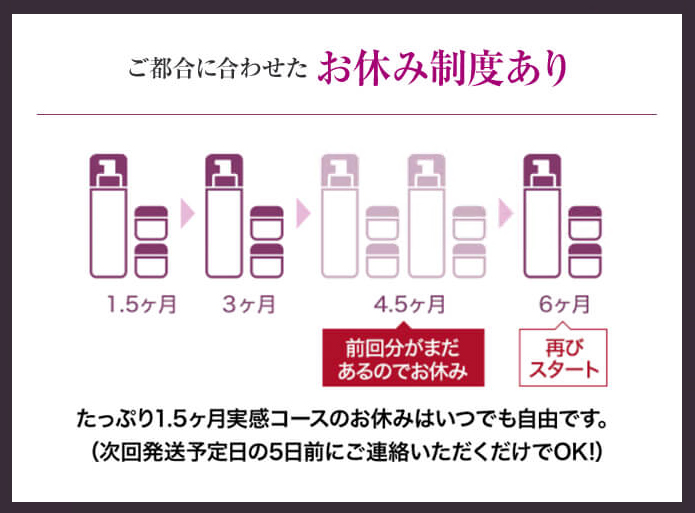 ご都合に合わせた お休み制度あり
1.5ヶ月
3ヶ月
4.5ヶ月
6ヶ月
前回分がまだ
あるのでお休み
再び
スタート
たっぷり1.5ヶ月実感コースのお休みはいつでも自由です。
（次回発送予定日の5日前にご連絡いただくだけでOK!）